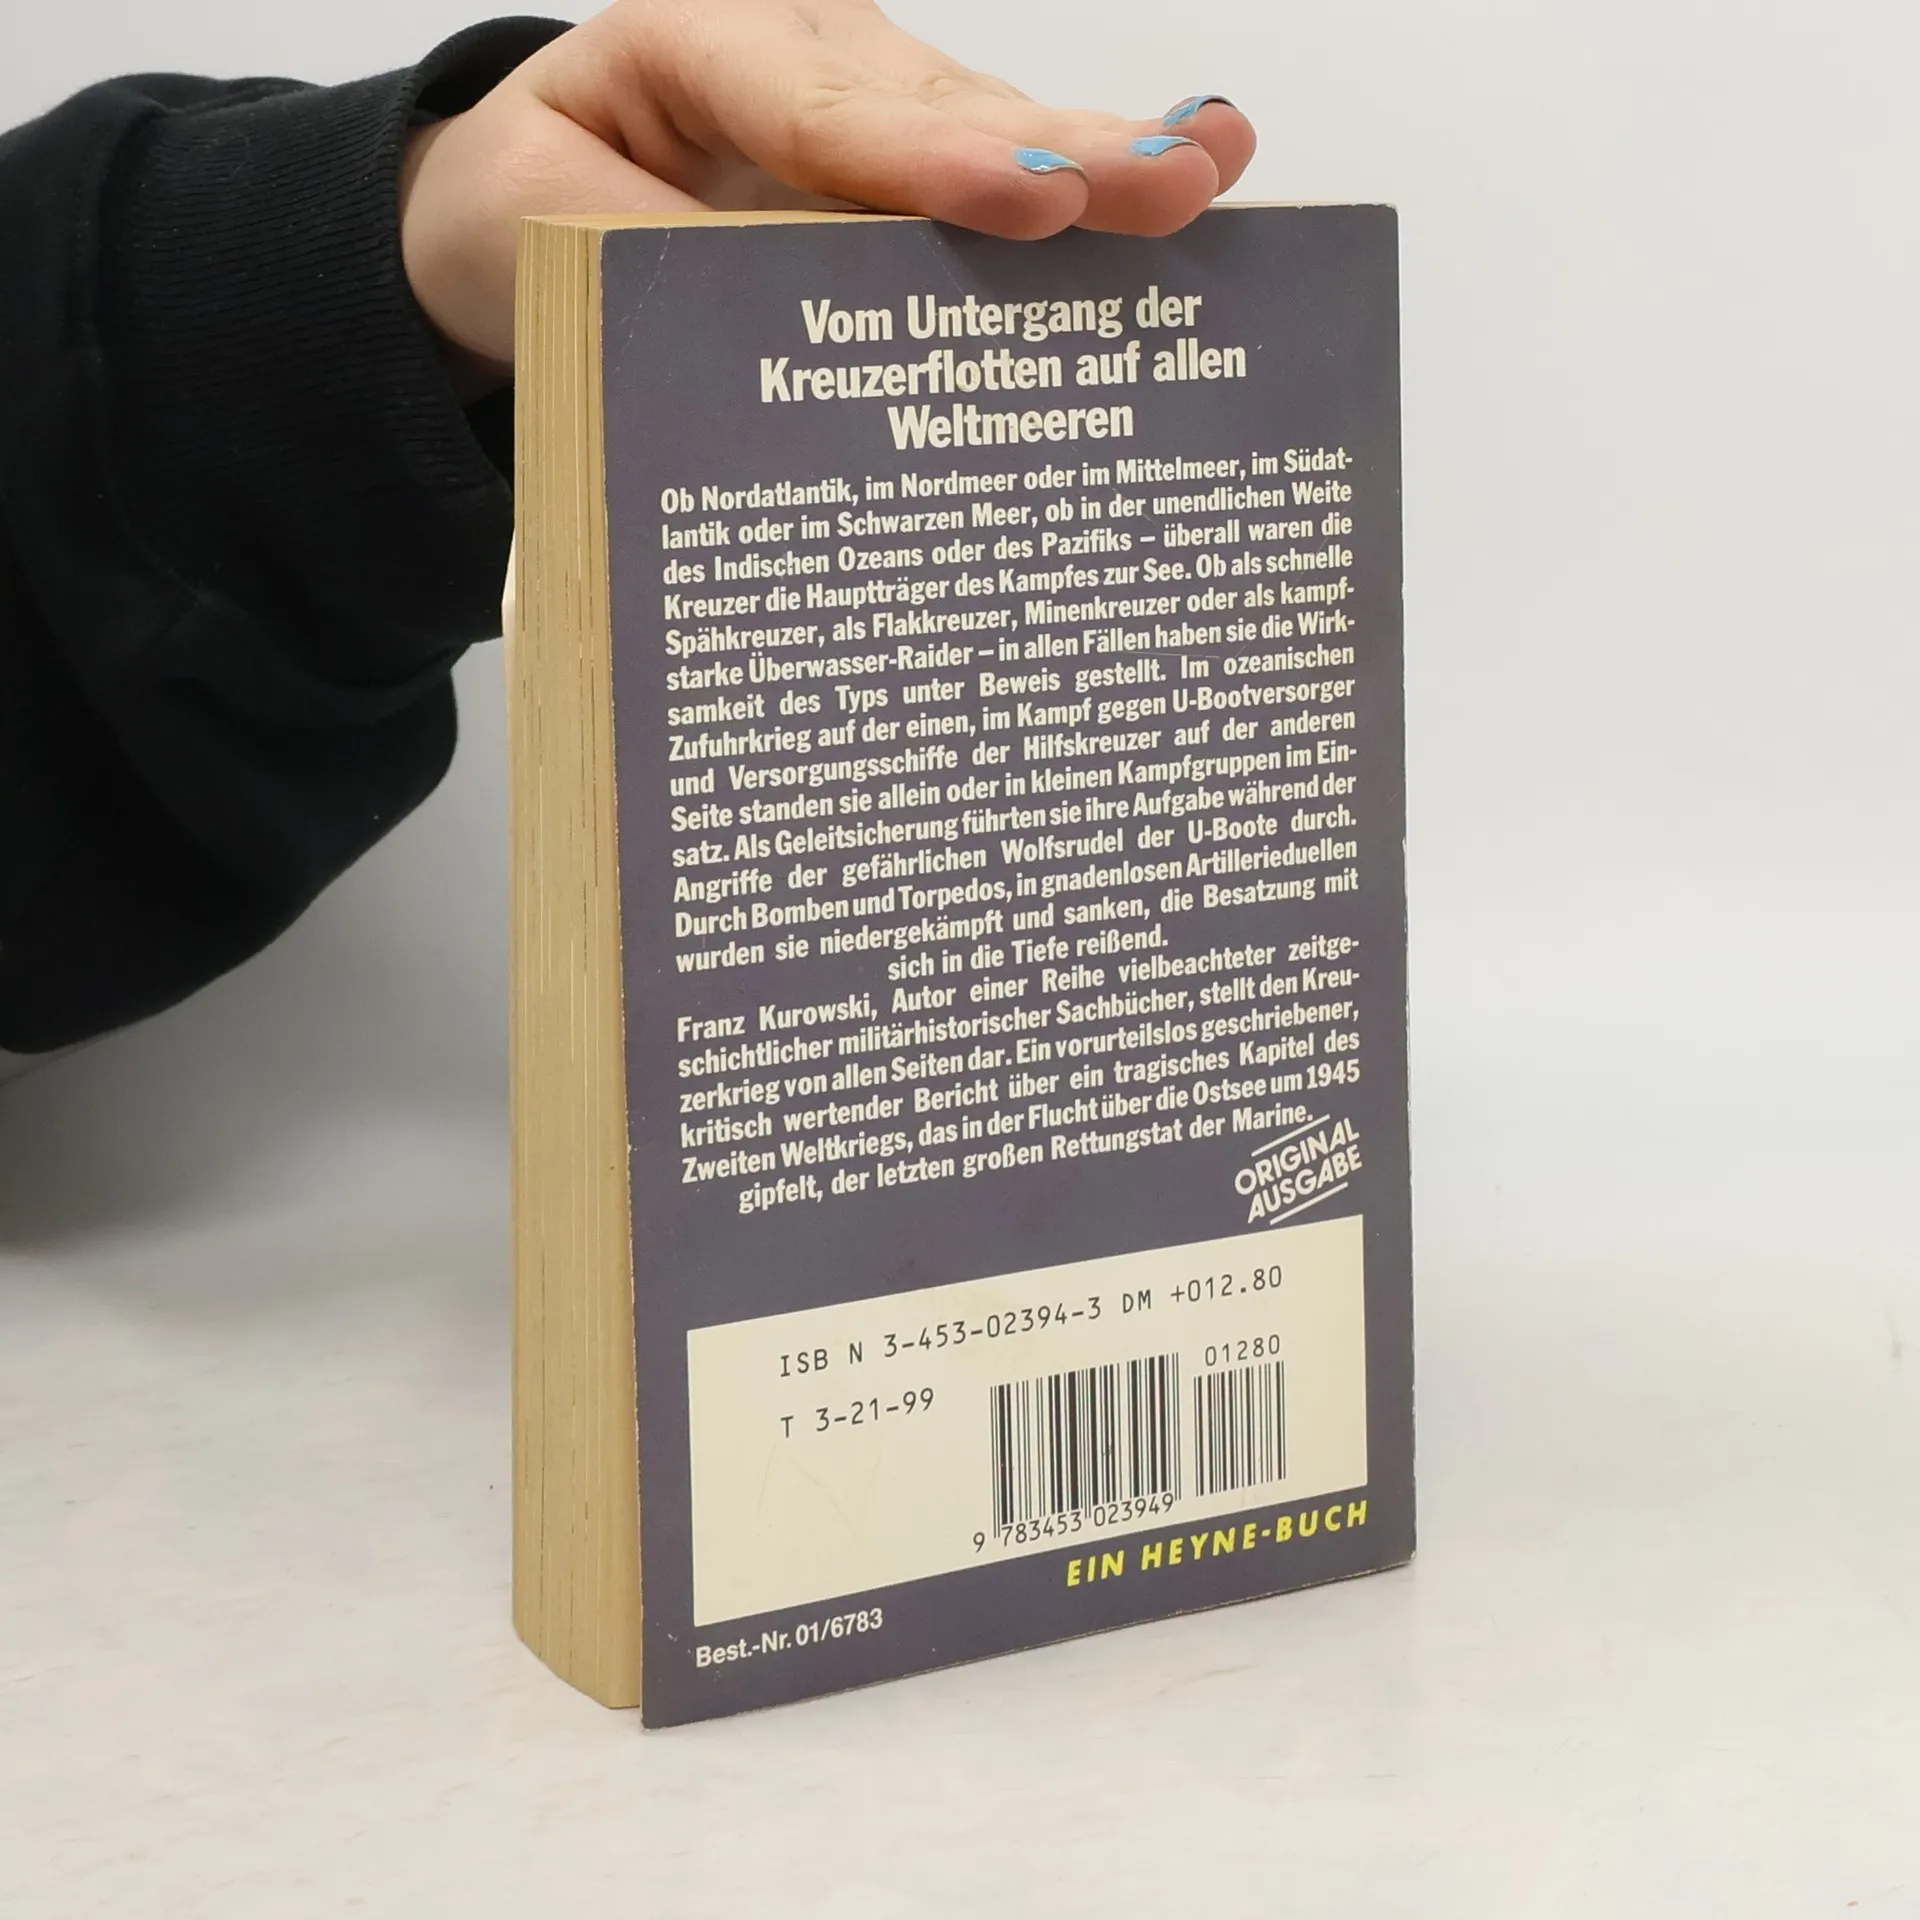 Vom Untergang der
Kreuzerflotten auf allen
Weltmeeren
Ob Nordatlantik, im Nordmeer oder im Mittelmeer, im Südat-
lantik oder im Schwarzen Meer, ob in der unendlichen Weite
des Indischen Ozeans oder des Pazifiks – überall waren die
Kreuzer die Hauptträger des Kampfes zur See. Ob als schnelle
Spähkreuzer, als Flakkreuzer, Minenkreuzer oder als kampf-
starke Überwasser-Raider – in allen Fällen haben sie die Wirk-
samkeit des Typs unter Beweis gestellt. Im ozeanischen
Zufuhrkrieg auf der einen, im Kampf gegen U-Bootversorger
und Versorgungsschiffe der Hilfskreuzer auf der anderen
Seite standen sie allein oder in kleinen Kampfgruppen im Ein-
satz. Als Geleitsicherung führten sie ihre Aufgabe während der
Angriffe der gefährlichen Wolfsrudel der U-Boote durch.
Durch Bomben und Torpedos, in gnadenlosen Artillerieduellen
wurden sie niedergekämpft und sanken, die Besatzung mit
sich in die Tiefe reißend.
Franz Kurowski, Autor einer Reihe vielbeachteter zeitge-
schichtlicher militärhistorischer Sachbücher, stellt den Kreu-
zerkrieg von allen Seiten dar. Ein vorurteilslos geschriebener,
kritisch wertender Bericht über ein tragisches Kapitel des
Zweiten Weltkriegs, das in der Flucht über die Ostsee um 1945
gipfelt, der letzten großen Rettungstat der Marine.
ORIGINAL
AUSGABE
ISB N 3-453-02394-3 DM +012.80
01280
T 3-21-99
9 783453 023949
EIN HEYNE-BUCH
Best.-Nr. 01/6783